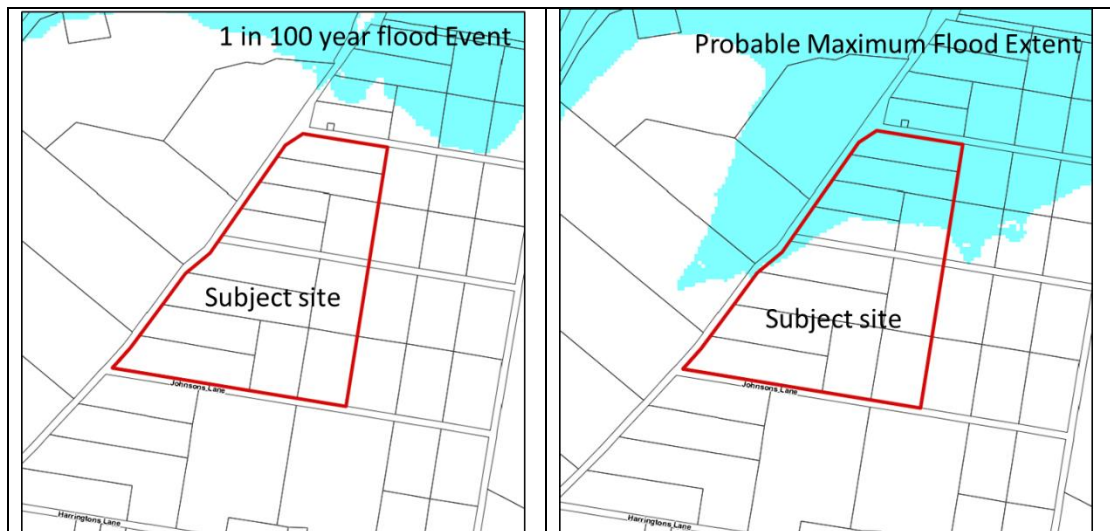 1 in 100 year flood Event
Subject site
Johnsons Lane
Harringtons Lane
Probable Maximum Flood Extent
Subject site
Johnsons Lane
Harringtons Lane